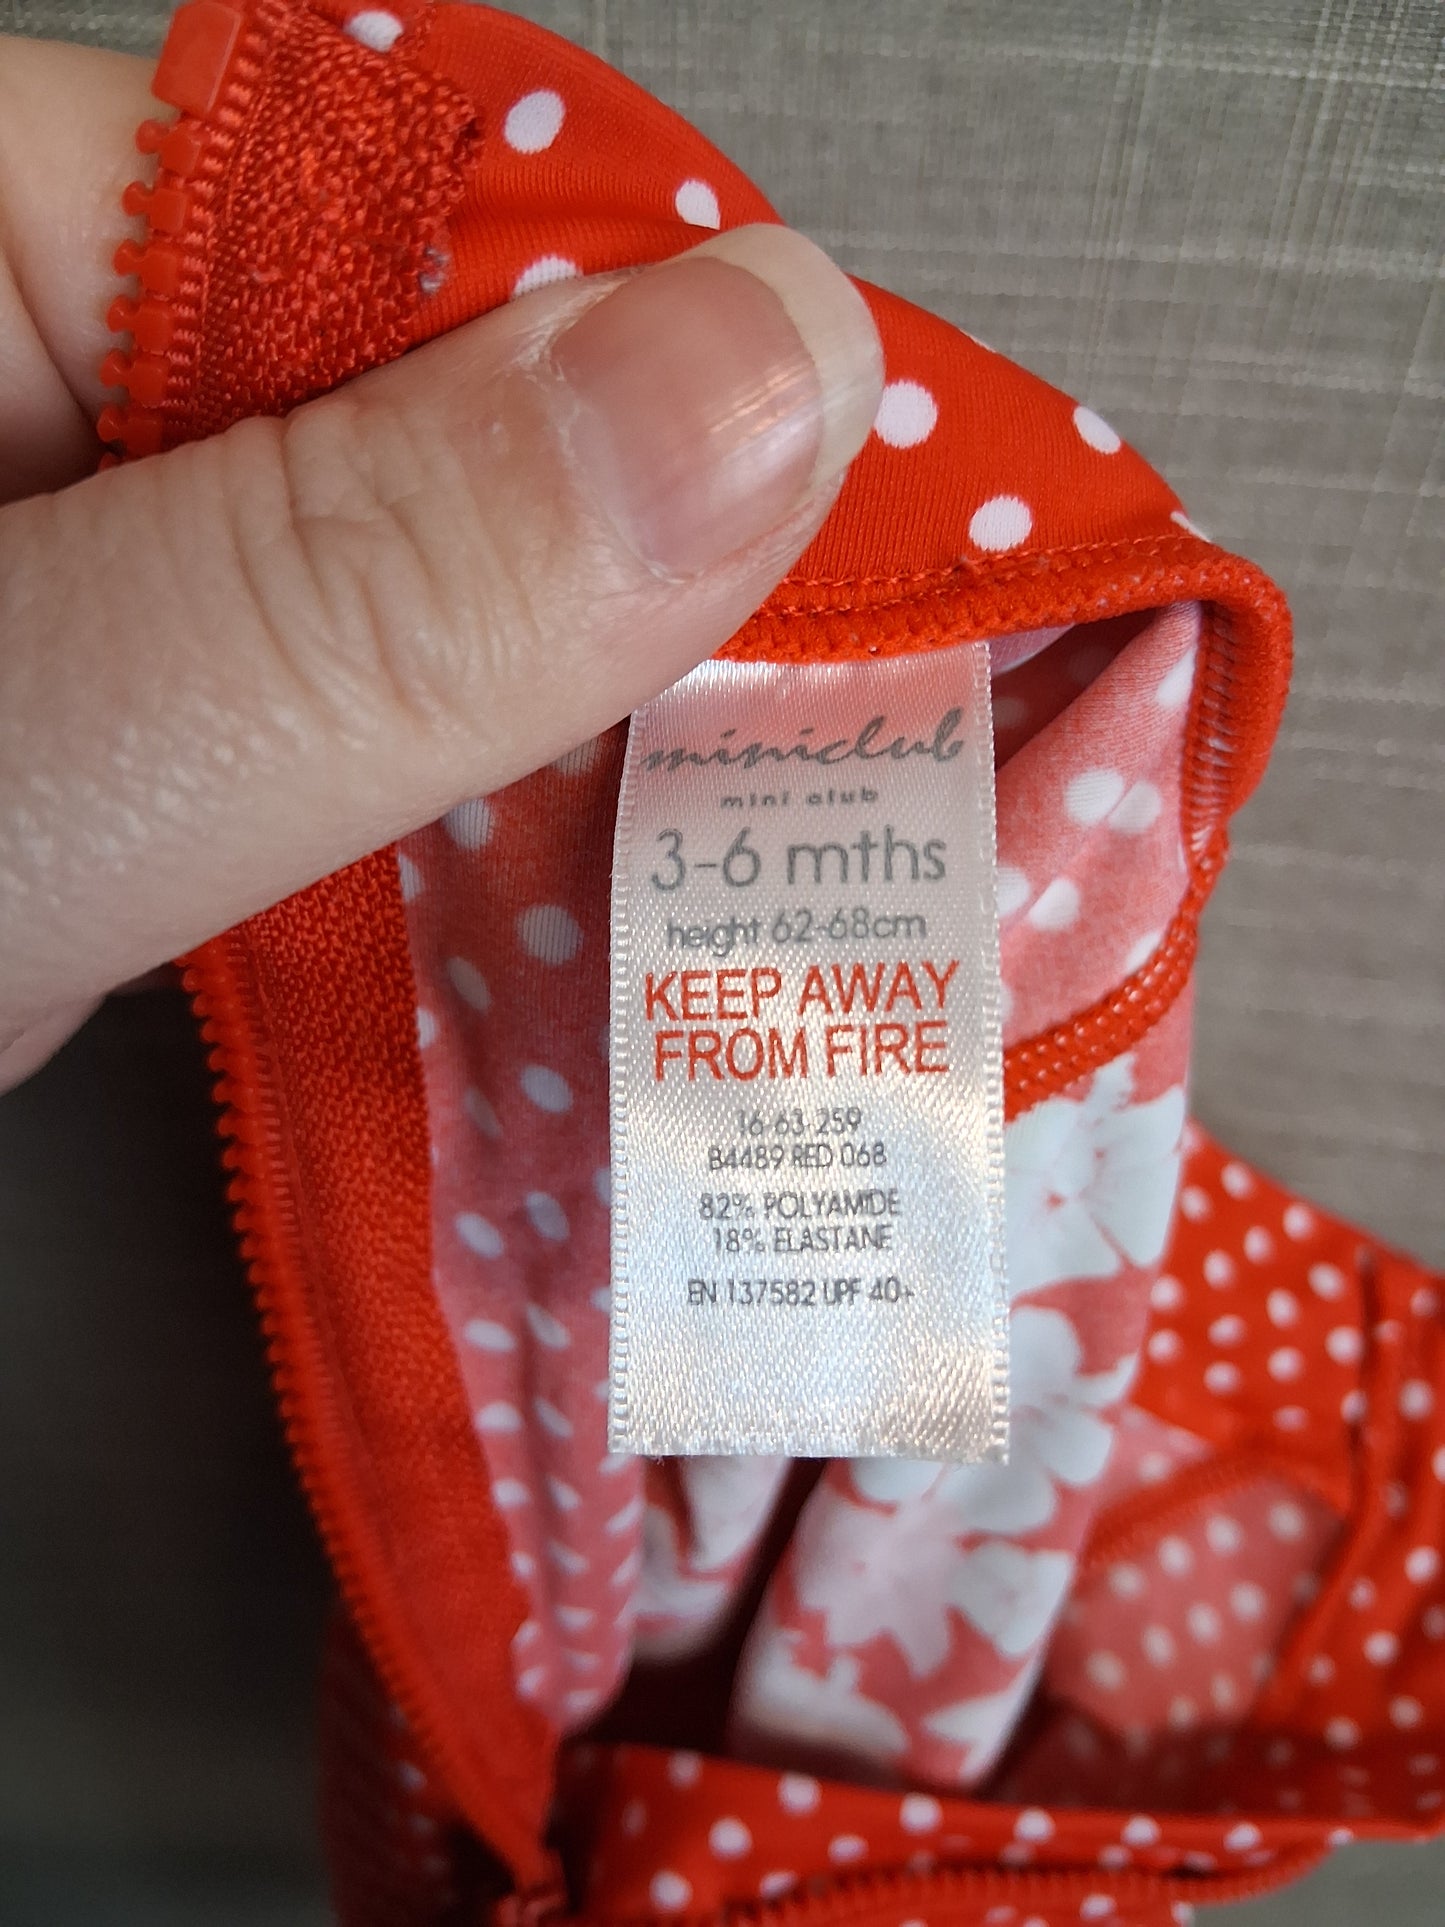 miniclub
mini club
3-6 mths
height 62-68cm
KEEP AWAY
FROM FIRE
16-63-259
B4489 RED 068
82% POLYAMIDE
18% ELASTANE
EN 137582 UPF 40+